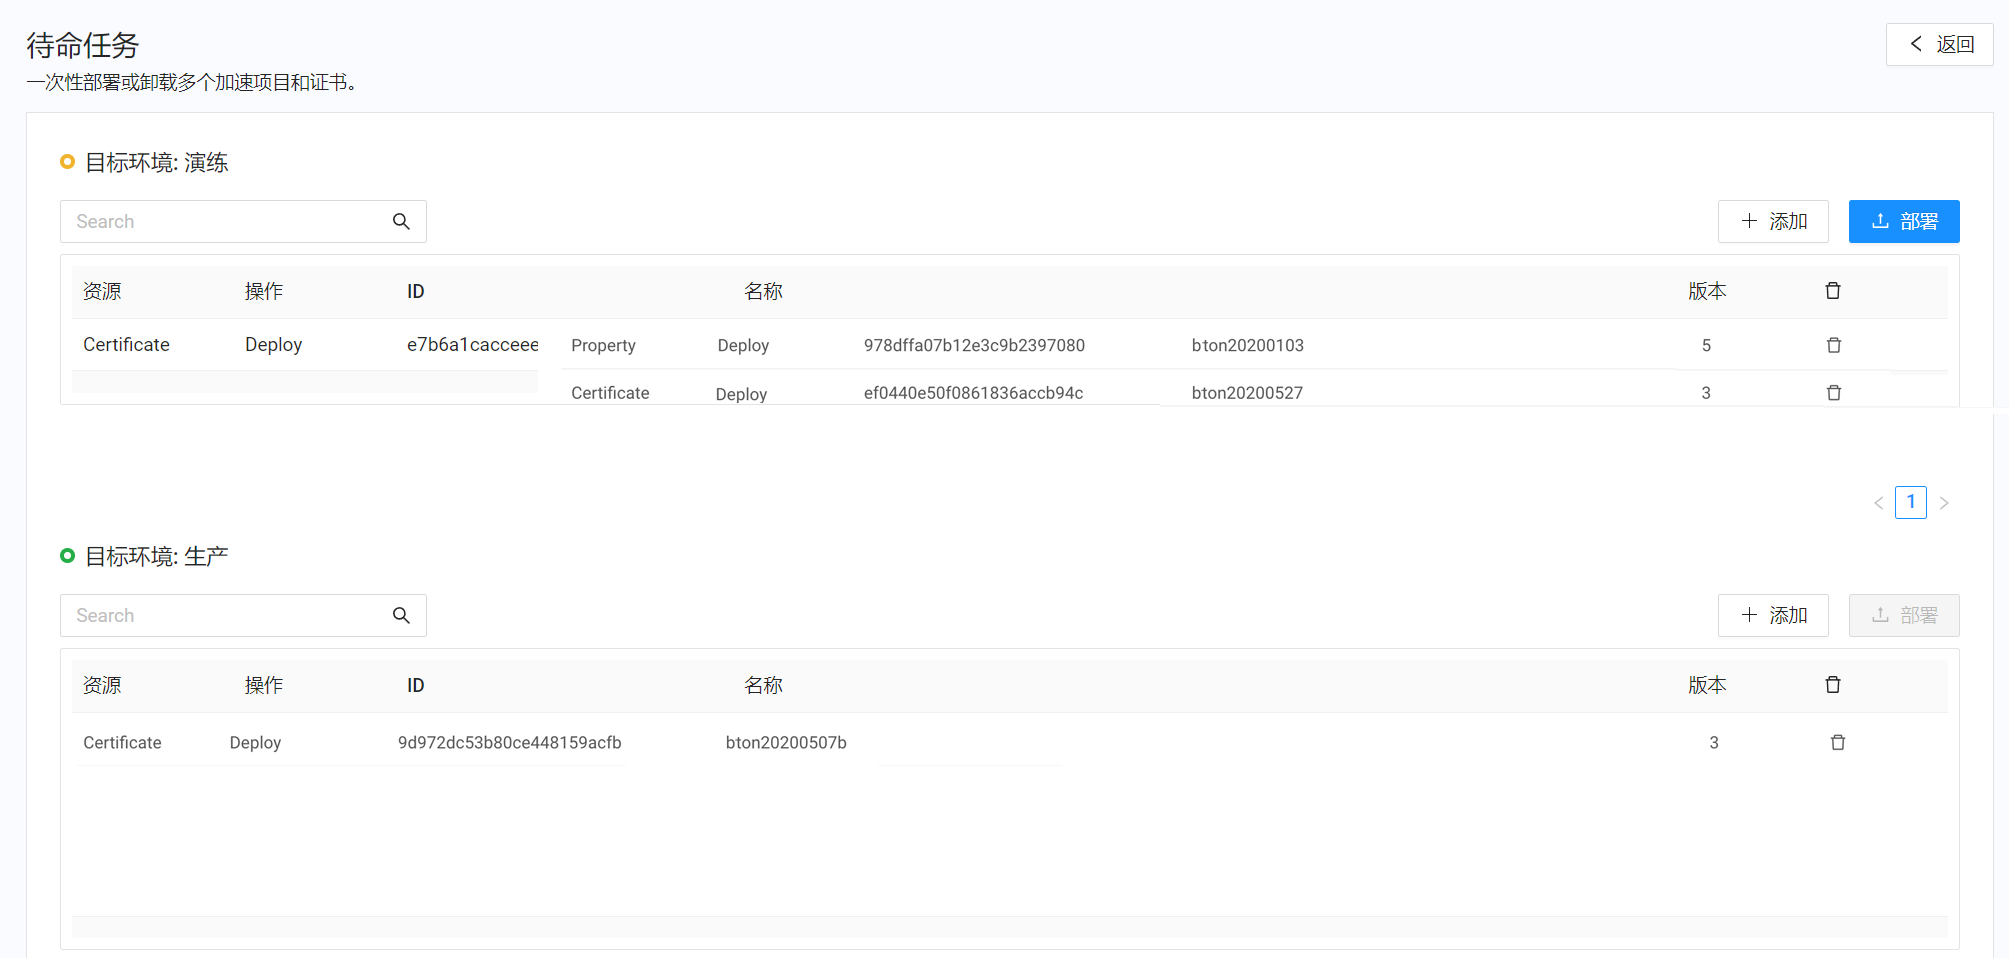 待命任务
返回
一次性部署或卸载多个加速项目和证书。
目标环境: 演练
Search
添加 部署
资源 操作 ID 名称 版本
Certificate Deploy e7b6a1cacceee Property Deploy 978dffa07b12e3c9b2397080 bton20200103 5
Certificate Deploy ef0440e50f0861836accb94c bton20200527 3
1
目标环境: 生产
Search
添加 部署
资源 操作 ID 名称 版本
Certificate Deploy 9d972dc53b80ce448159acfb bton20200507b 3